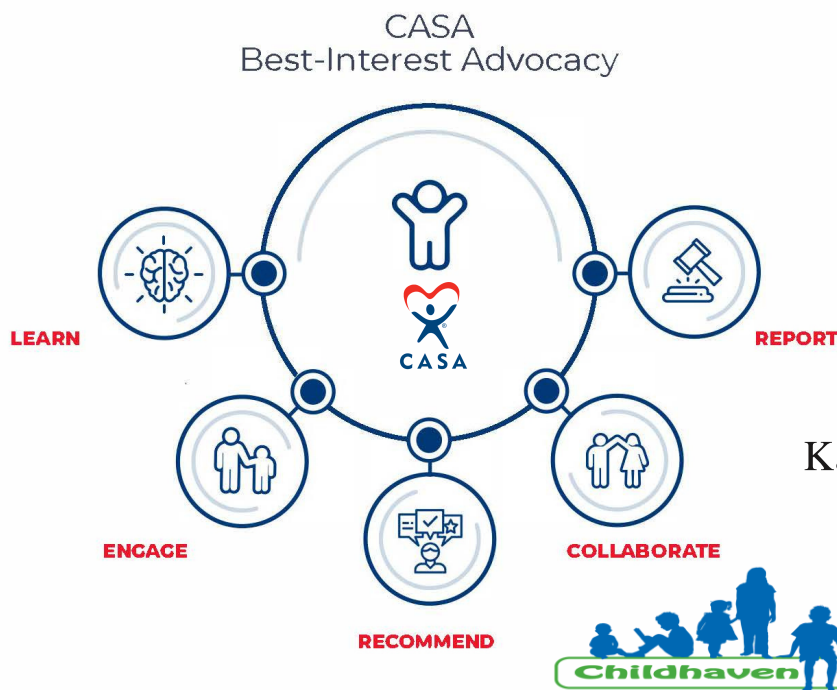 CASA
Best-Interest Advocacy
CASA
LEARN
REPORT
ENGAGE
COLLABORATE
RECOMMEND
Childhaven